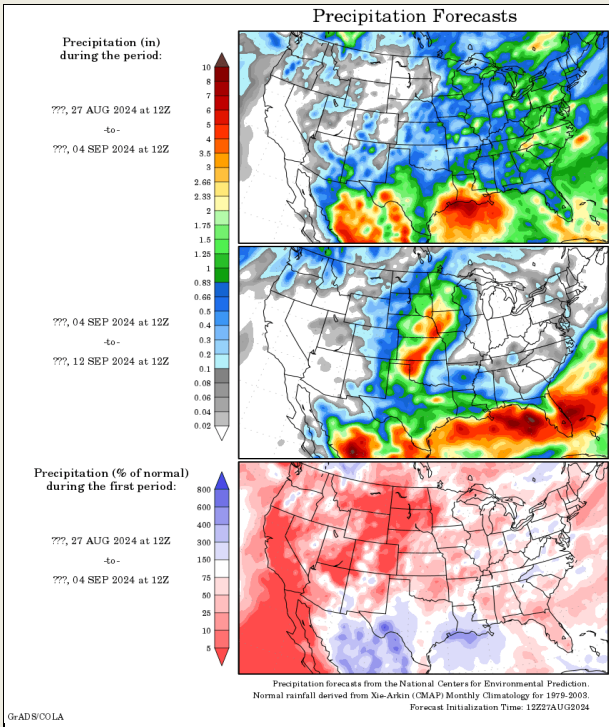 Precipitation Forecasts
Precipitation (in)
during the period:
???, 27 AUG 2024 at 12Z
-to-
???, 04 SEP 2024 at 12Z
10
8
7
6
5
4
3.5
3
2.66
2.33
2
1.75
1.5
1.25
1
0.83
0.66
0.5
0.4
0.3
0.2
0.1
0.08
0.06
0.04
0.02
???, 04 SEP 2024 at 12Z
-to-
???, 12 SEP 2024 at 12Z
Precipitation (% of normal)
during the first period:
???, 27 AUG 2024 at 12Z
-to-
???, 04 SEP 2024 at 12Z
800
600
400
300
150
75
50
25
10
5
Precipitation forecasts from the National Centers for Environmental Prediction.
Normal rainfall derived from Xie-Arkin (CMAP) Monthly Climatology for 1979-2003.
Forecast Initialization Time: 12Z27AUG2024
GrADS/COLA